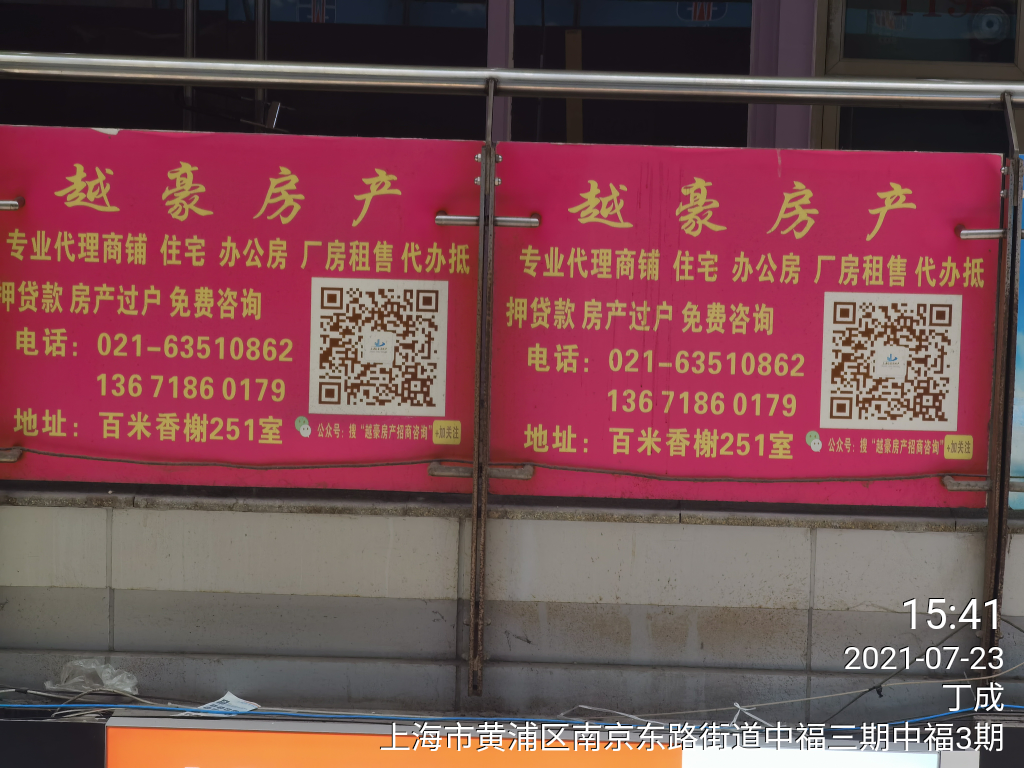 越豪房产
专业代理商铺 住宅 办公房 厂房租售 代办抵
押贷款 房产过户 免费咨询
电话：021-63510862
136 7186 0179
地址：百米香榭251室
公众号：搜“越豪房产招商咨询”+加关注
越豪房产
专业代理商铺 住宅 办公房 厂房租售 代办抵
押贷款 房产过户 免费咨询
电话：021-63510862
136 7186 0179
地址：百米香榭251室
公众号：搜“越豪房产招商咨询”+加关注
15:41
2021-07-23
丁成
上海市黄浦区南京东路街道中福三期中福3期